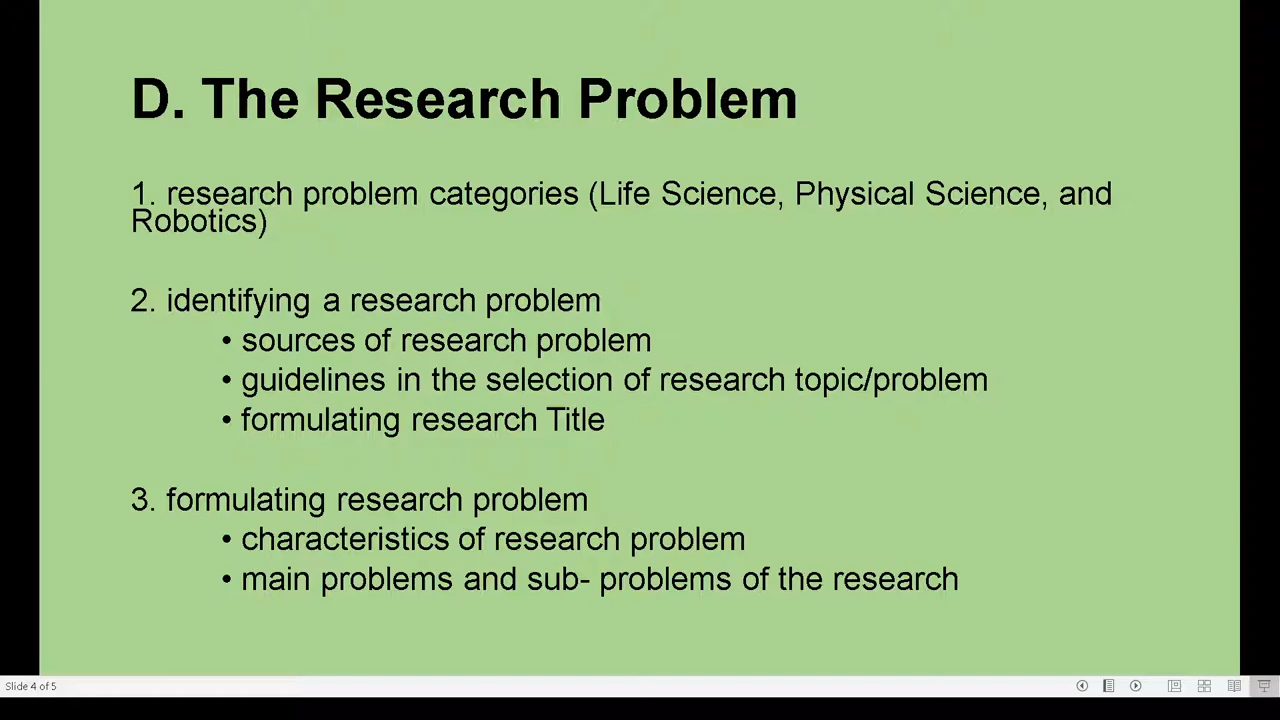 D. The Research Problem
1. research problem categories (Life Science, Physical Science, and
Robotics)
2. identifying a research problem
• sources of research problem
• guidelines in the selection of research topic/problem
• formulating research Title
3. formulating research problem
• characteristics of research problem
• main problems and sub- problems of the research
Slide 4 of 5